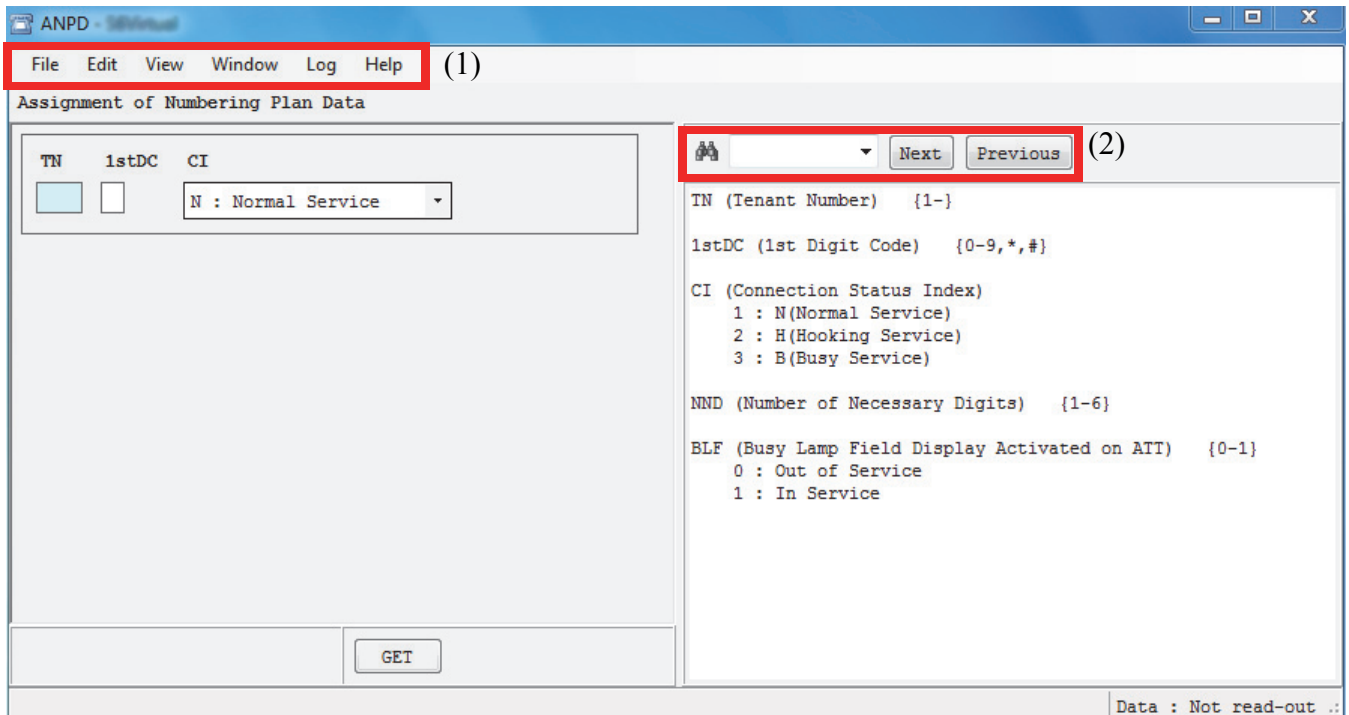 ANPD -
File Edit View Window Log Help (1)
Assignment of Numbering Plan Data
TN 1stDC CI
N : Normal Service
GET
Next Previous (2)
TN (Tenant Number) {1-}
1stDC (1st Digit Code) {0-9,*,#}
CI (Connection Status Index)
1 : N(Normal Service)
2 : H(Hooking Service)
3 : B(Busy Service)
NND (Number of Necessary Digits) {1-6}
BLF (Busy Lamp Field Display Activated on ATT) {0-1}
0 : Out of Service
1 : In Service
Data : Not read-out